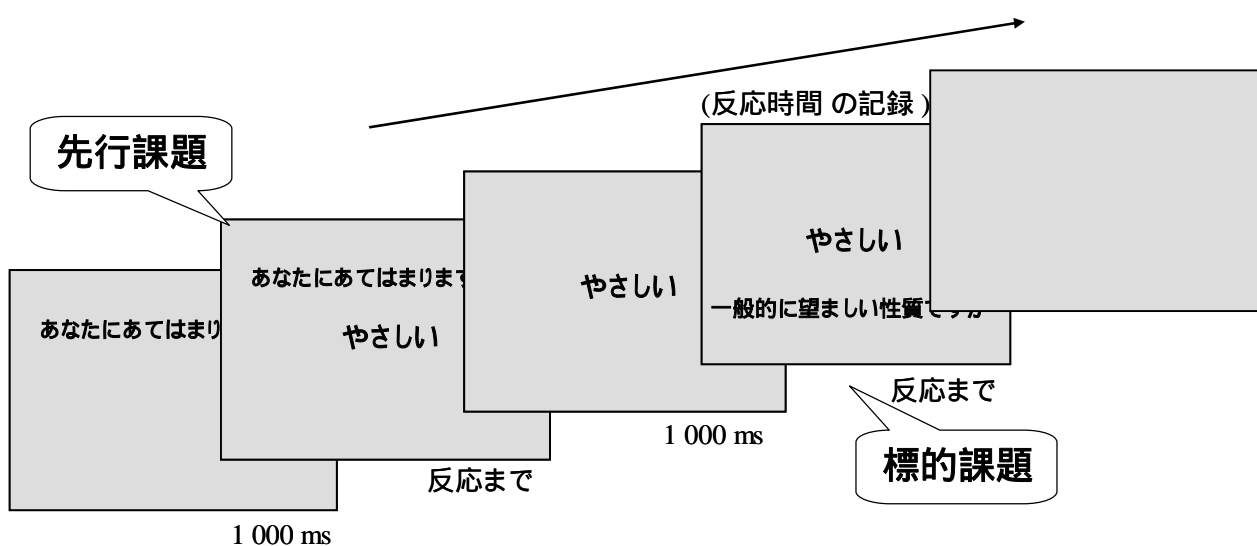 (反応時間 の記録 )
先行課題
あなたにあてはまり
1 000 ms
あなたにあてはまります
やさしい
反応まで
やさしい
1 000 ms
やさしい
一般的に望ましい性質ですか
反応まで
標的課題